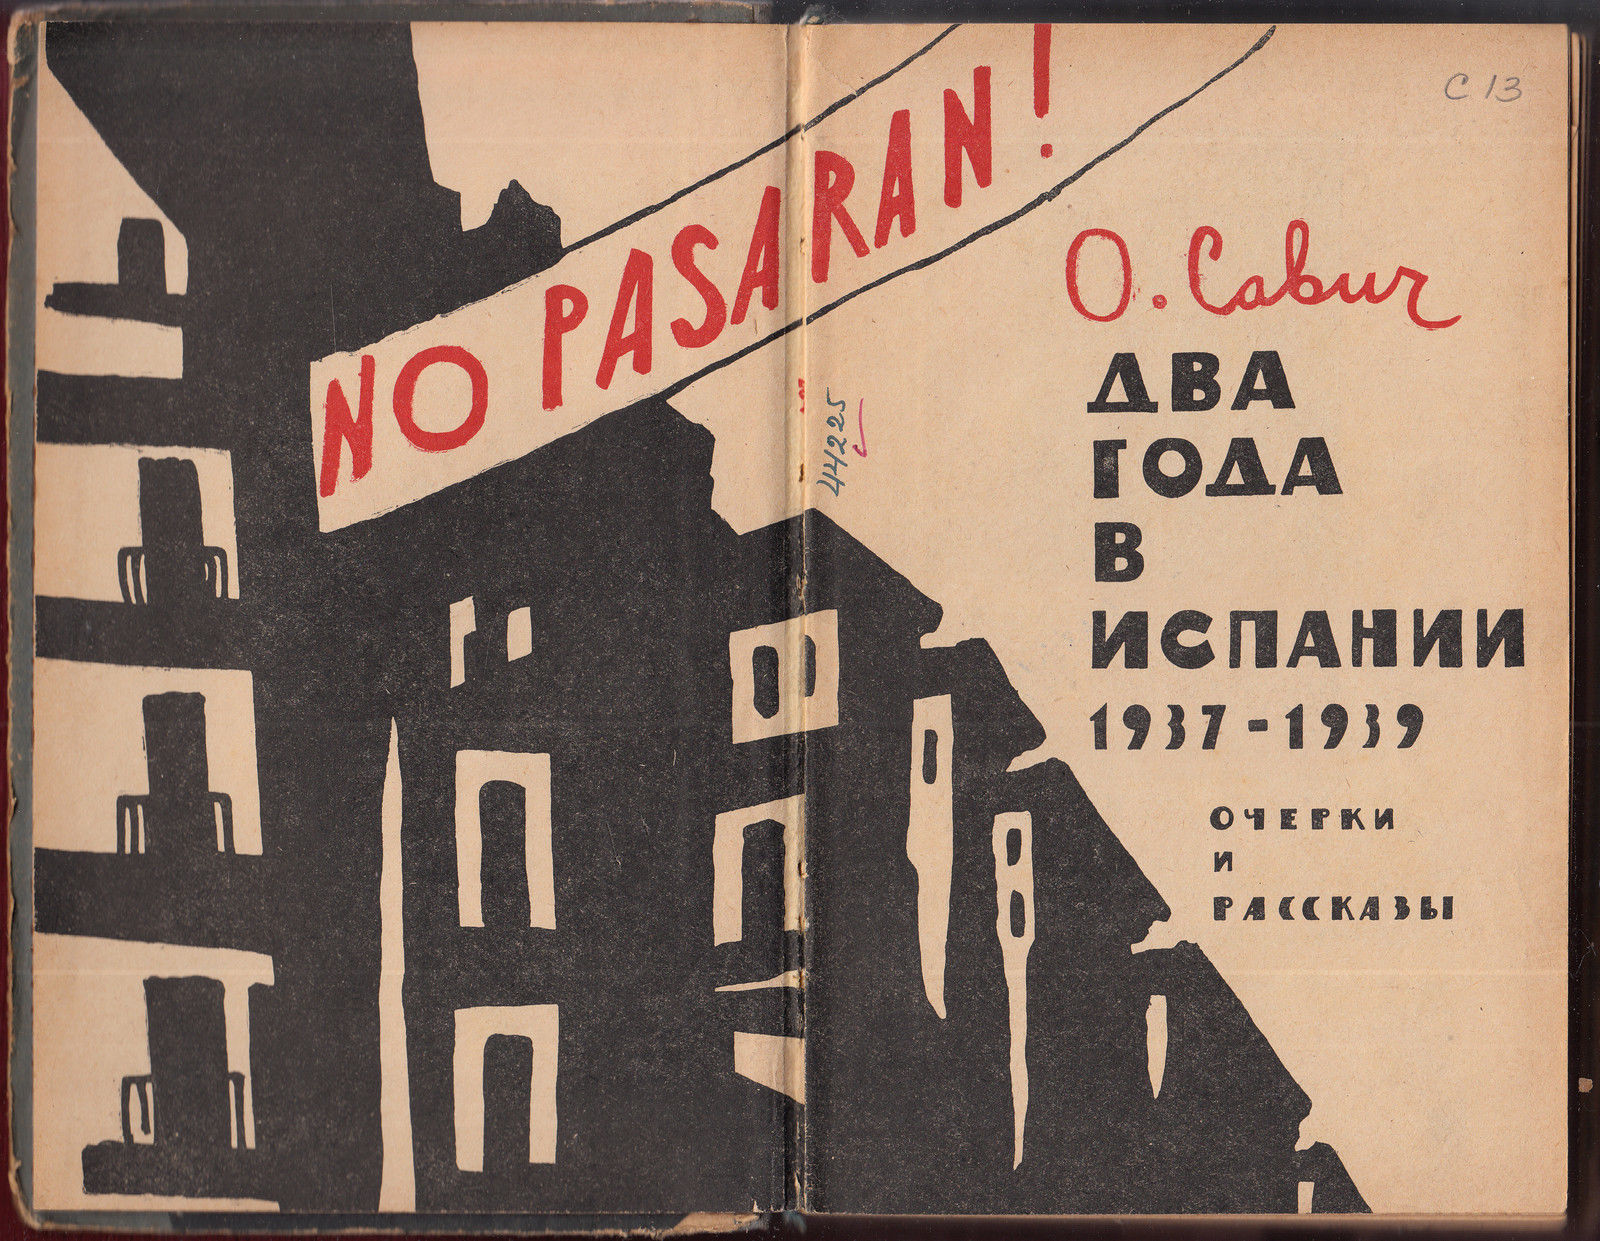 NO PASARAN!
С 13
44225
О. Савич
ДВА
ГОДА
В
ИСПАНИИ
1937-1939
ОЧЕРКИ
И
РАССКАЗЫ